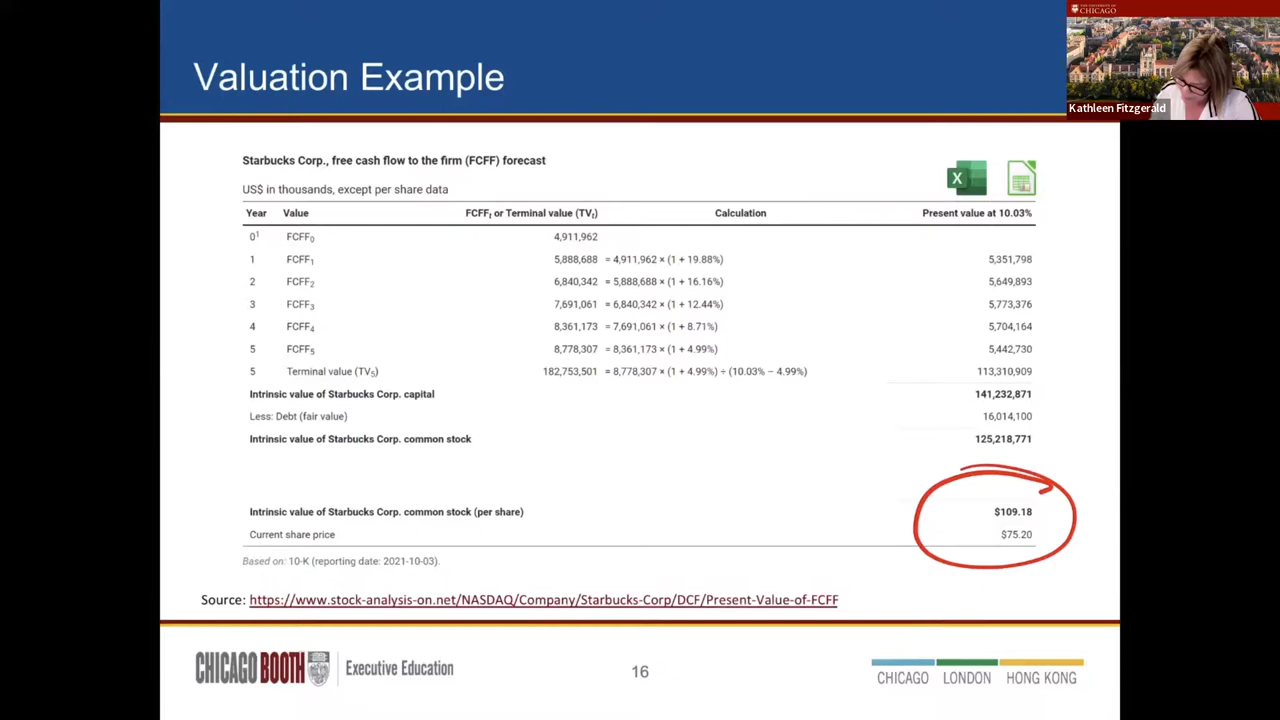 THE UNIVERSITY OF
CHICAGO
Kathleen Fitzgerald
Valuation Example
Starbucks Corp., free cash flow to the firm (FCFF) forecast
US$ in thousands, except per share data
Year Value FCFFt or Terminal value (TVt) Calculation Present value at 10.03%
0¹ FCFF₀ 4,911,962
1 FCFF₁ 5,888,688 = 4,911,962 × (1 + 19.88%) 5,351,798
2 FCFF₂ 6,840,342 = 5,888,688 × (1 + 16.16%) 5,649,893
3 FCFF₃ 7,691,061 = 6,840,342 × (1 + 12.44%) 5,773,376
4 FCFF₄ 8,361,173 = 7,691,061 × (1 + 8.71%) 5,704,164
5 FCFF₅ 8,778,307 = 8,361,173 × (1 + 4.99%) 5,442,730
5 Terminal value (TV₅) 182,753,501 = 8,778,307 × (1 + 4.99%) ÷ (10.03% − 4.99%) 113,310,909
Intrinsic value of Starbucks Corp. capital 141,232,871
Less: Debt (fair value) 16,014,100
Intrinsic value of Starbucks Corp. common stock 125,218,771
Intrinsic value of Starbucks Corp. common stock (per share) $109.18
Current share price $75.20
Based on: 10-K (reporting date: 2021-10-03).
Source: https://www.stock-analysis-on.net/NASDAQ/Company/Starbucks-Corp/DCF/Present-Value-of-FCFF
CHICAGO BOOTH Executive Education 16 CHICAGO LONDON HONG KONG